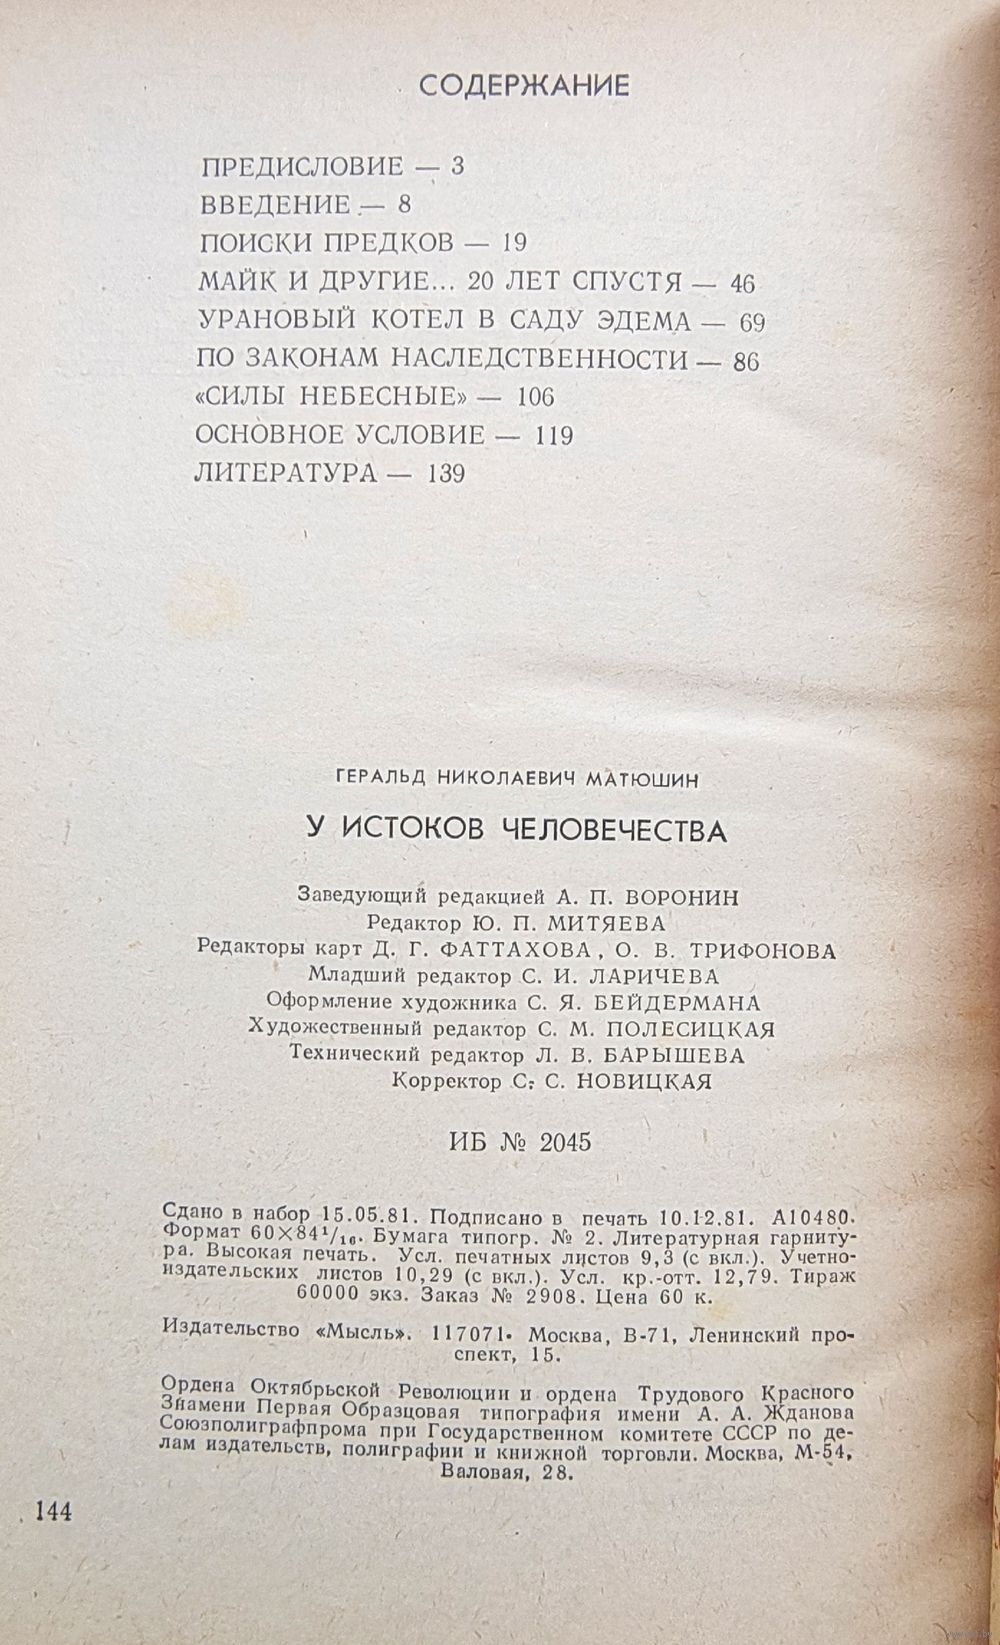 СОДЕРЖАНИЕ
ПРЕДИСЛОВИЕ — 3
ВВЕДЕНИЕ — 8
ПОИСКИ ПРЕДКОВ — 19
МАЙК И ДРУГИЕ... 20 ЛЕТ СПУСТЯ — 46
УРАНОВЫЙ КОТЕЛ В САДУ ЭДЕМА — 69
ПО ЗАКОНАМ НАСЛЕДСТВЕННОСТИ — 86
«СИЛЫ НЕБЕСНЫЕ» — 106
ОСНОВНОЕ УСЛОВИЕ — 119
ЛИТЕРАТУРА — 139
ГЕРАЛЬД НИКОЛАЕВИЧ МАТЮШИН
У ИСТОКОВ ЧЕЛОВЕЧЕСТВА
Заведующий редакцией А. П. ВОРОНИН
Редактор Ю. П. МИТЯЕВА
Редакторы карт Д. Г. ФАТТАХОВА, О. В. ТРИФОНОВА
Младший редактор С. И. ЛАРИЧЕВА
Оформление художника С. Я. БЕЙДЕРМАНА
Художественный редактор С. М. ПОЛЕСИЦКАЯ
Технический редактор Л. В. БАРЫШЕВА
Корректор С. С. НОВИЦКАЯ
ИБ № 2045
Сдано в набор 15.05.81. Подписано в печать 10.12.81. А10480.
Формат 60×84¹/₁₆. Бумага типогр. № 2. Литературная гарниту-
ра. Высокая печать. Усл. печатных листов 9,3 (с вкл.). Учетно-
издательских листов 10,29 (с вкл.). Усл. кр.-отт. 12,79. Тираж
60000 экз. Заказ № 2908. Цена 60 к.
Издательство «Мысль». 117071. Москва, В-71, Ленинский про-
спект, 15.
Ордена Октябрьской Революции и ордена Трудового Красного
Знамени Первая Образцовая типография имени А. А. Жданова
Союзполиграфпрома при Государственном комитете СССР по де-
лам издательств, полиграфии и книжной торговли. Москва, М-54,
Валовая, 28.
144